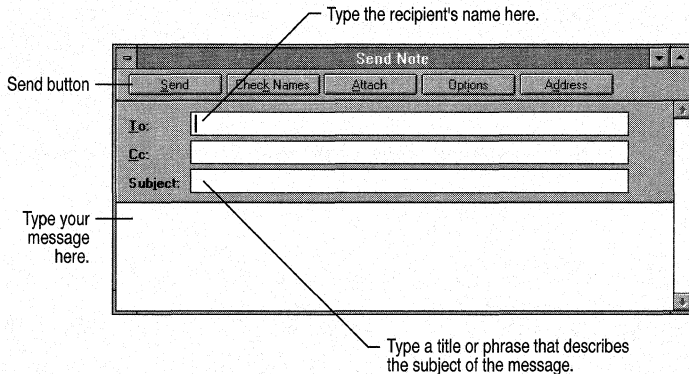 Type the recipient's name here.
Send Note
Send button
Send Check Names Attach Options Address
To:
Cc:
Subject:
Type your
message
here.
Type a title or phrase that describes
the subject of the message.